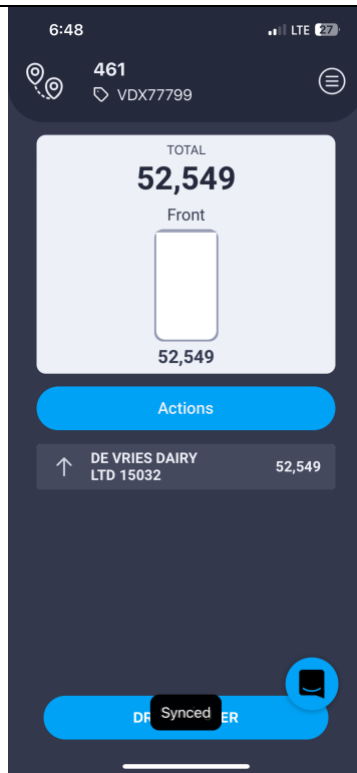 6:48 LTE 27
461
VDX77799
TOTAL
52,549
Front
52,549
Actions
DE VRIES DAIRY
LTD 15032 52,549
Synced